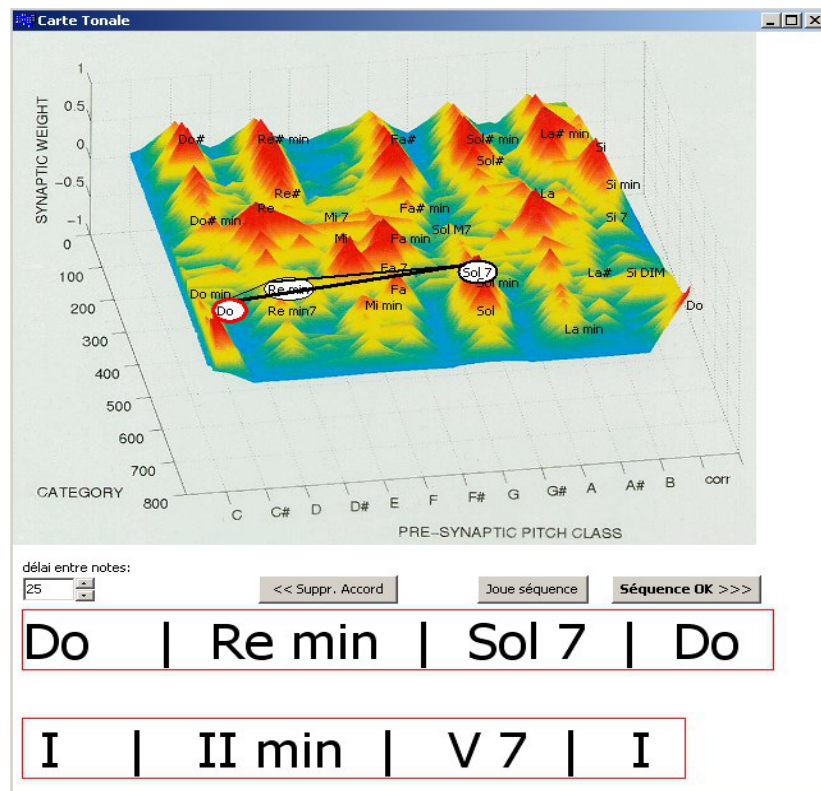 Carte Tonale
1
0.5
0
-0.5
-1
SYNAPTIC WEIGHT
Do#
Re# min
Fa#
Sol# min
La# min
Si
Sol#
Re#
La
Si min
Do# min
Re
Mi 7
Fa# min
Si 7
Mi
Fa min
Sol M7
Fa 7
Sol 7
La#
Si DIM
Do min
Re min
Fa
Sol min
Do
Re min7
Mi min
Sol
La min
Do
0
100
200
300
400
500
600
700
800
CATEGORY
C
C#
D
D#
E
F
F#
G
G#
A
A#
B
corr
PRE-SYNAPTIC PITCH CLASS
délai entre notes:
25
<< Suppr. Accord
Joue séquence
Séquence OK >>>
Do | Re min | Sol 7 | Do
I | II min | V 7 | I